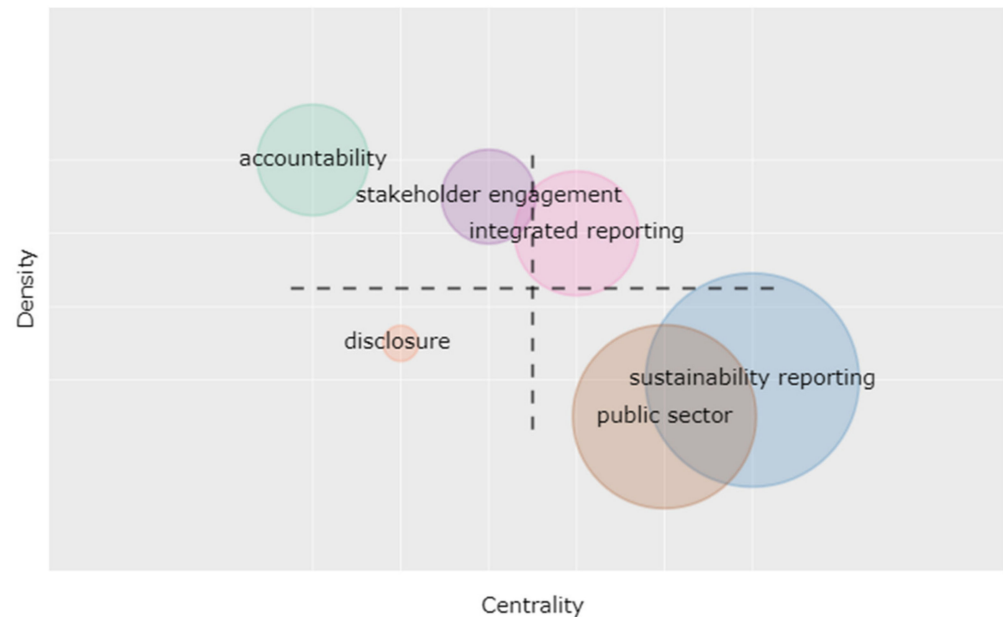 accountability
stakeholder engagement
integrated reporting
Density
disclosure
sustainability reporting
public sector
Centrality